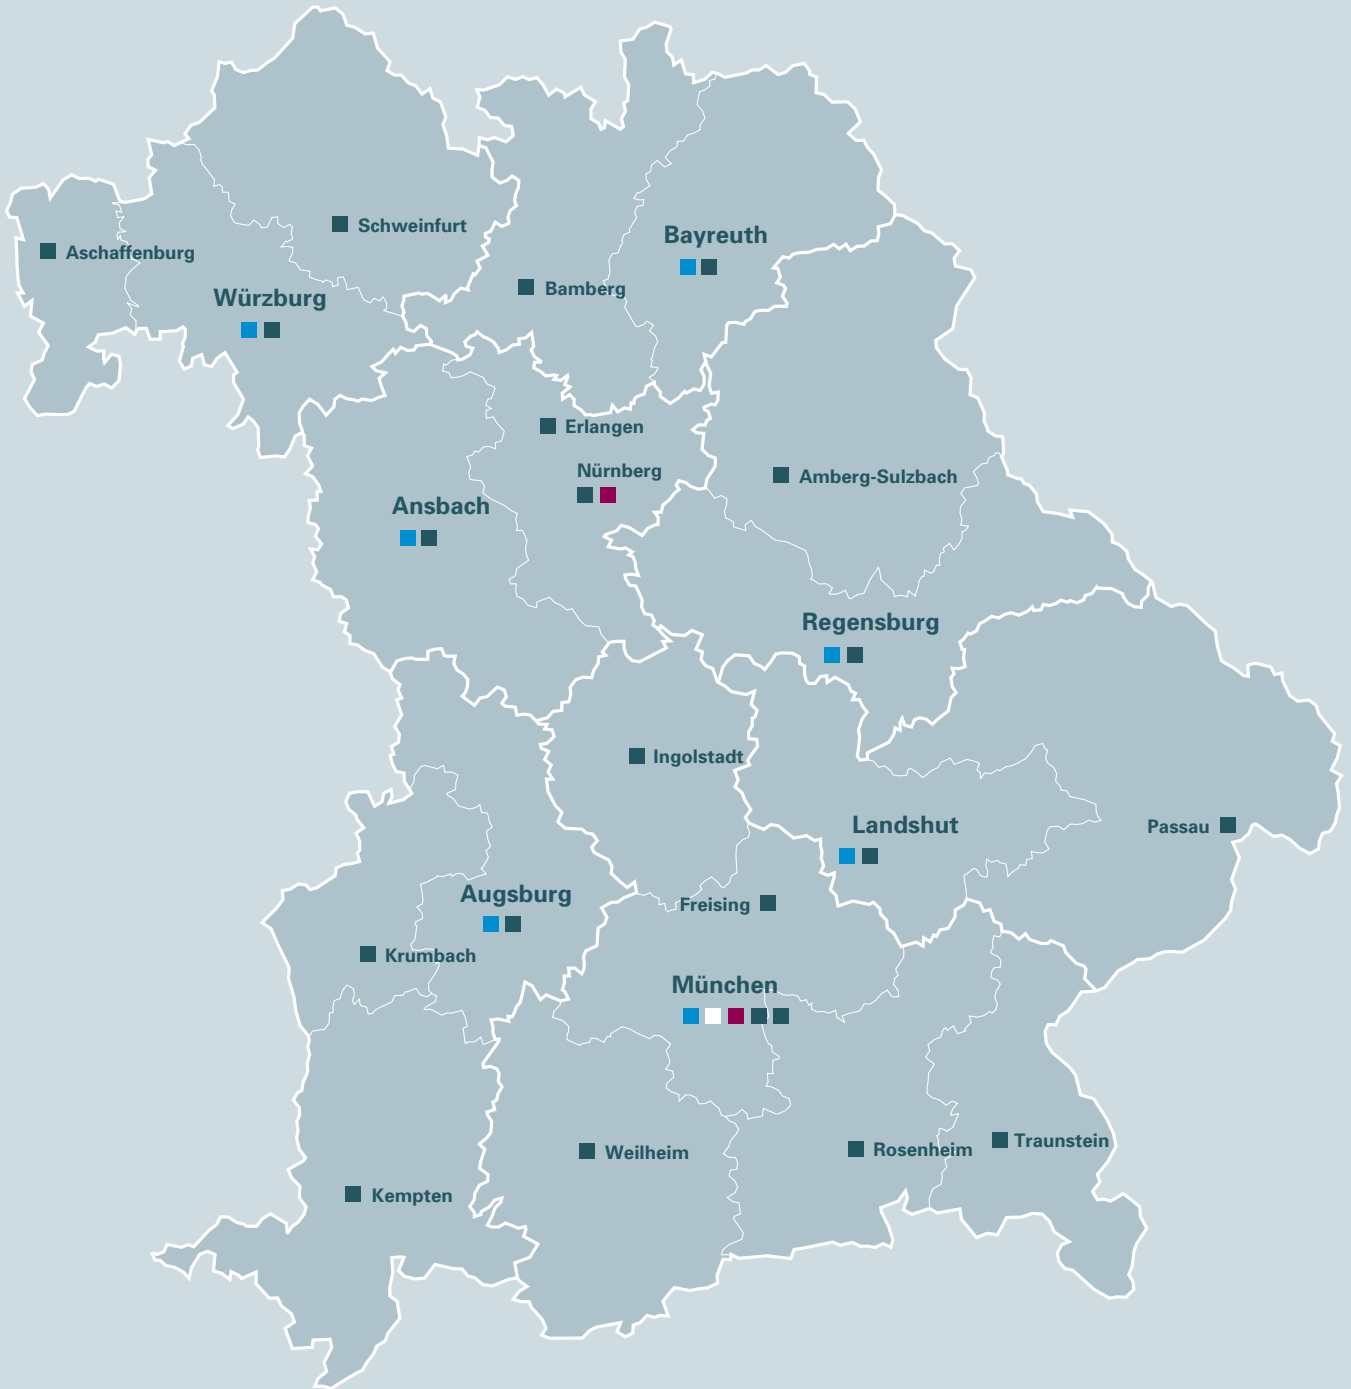 Schweinfurt
Bayreuth
Aschaffenburg
Bamberg
Würzburg
Erlangen
Nürnberg
Amberg-Sulzbach
Ansbach
Regensburg
Ingolstadt
Landshut
Passau
Augsburg
Freising
Krumbach
München
Traunstein
Rosenheim
Weilheim
Kempten